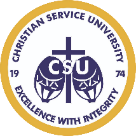 CHRISTIAN SERVICE UNIVERSITY
19 CSU 74
EXCELLENCE WITH INTEGRITY